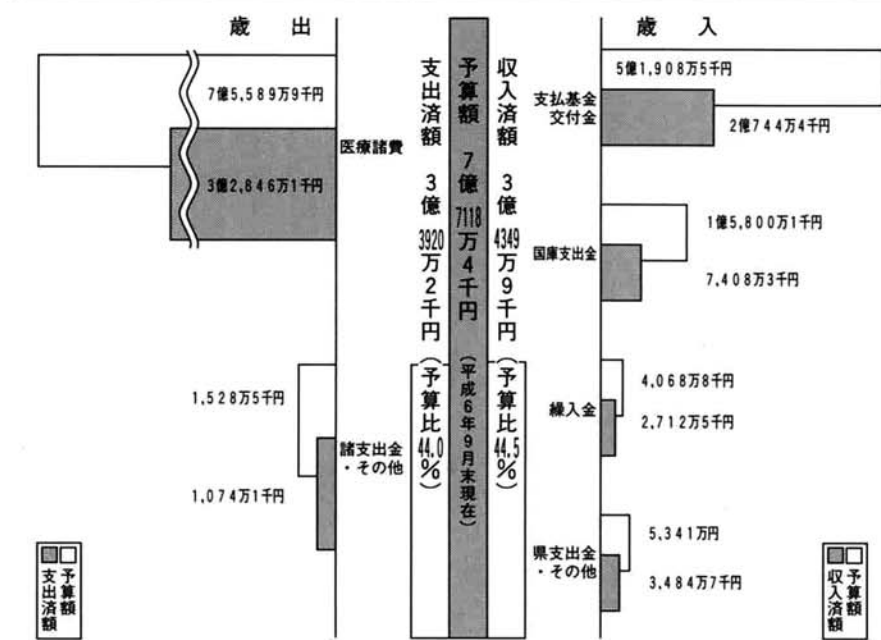 歳出
7億5,589万9千円
医療諸費
3億2,846万1千円
1,528万5千円
諸支出金
・その他
1,074万1千円
予算額
支出済額
支出済額 3億3920万2千円(予算比44.0%)
予算額 7億7118万4千円(平成6年9月末現在)
収入済額 3億4349万9千円(予算比44.5%)
歳入
5億1,908万5千円
支払基金
交付金
2億744万4千円
1億5,800万1千円
国庫支出金
7,408万3千円
4,068万8千円
繰入金
2,712万5千円
5,341万円
県支出金
・その他
3,484万7千円
予算額
収入済額